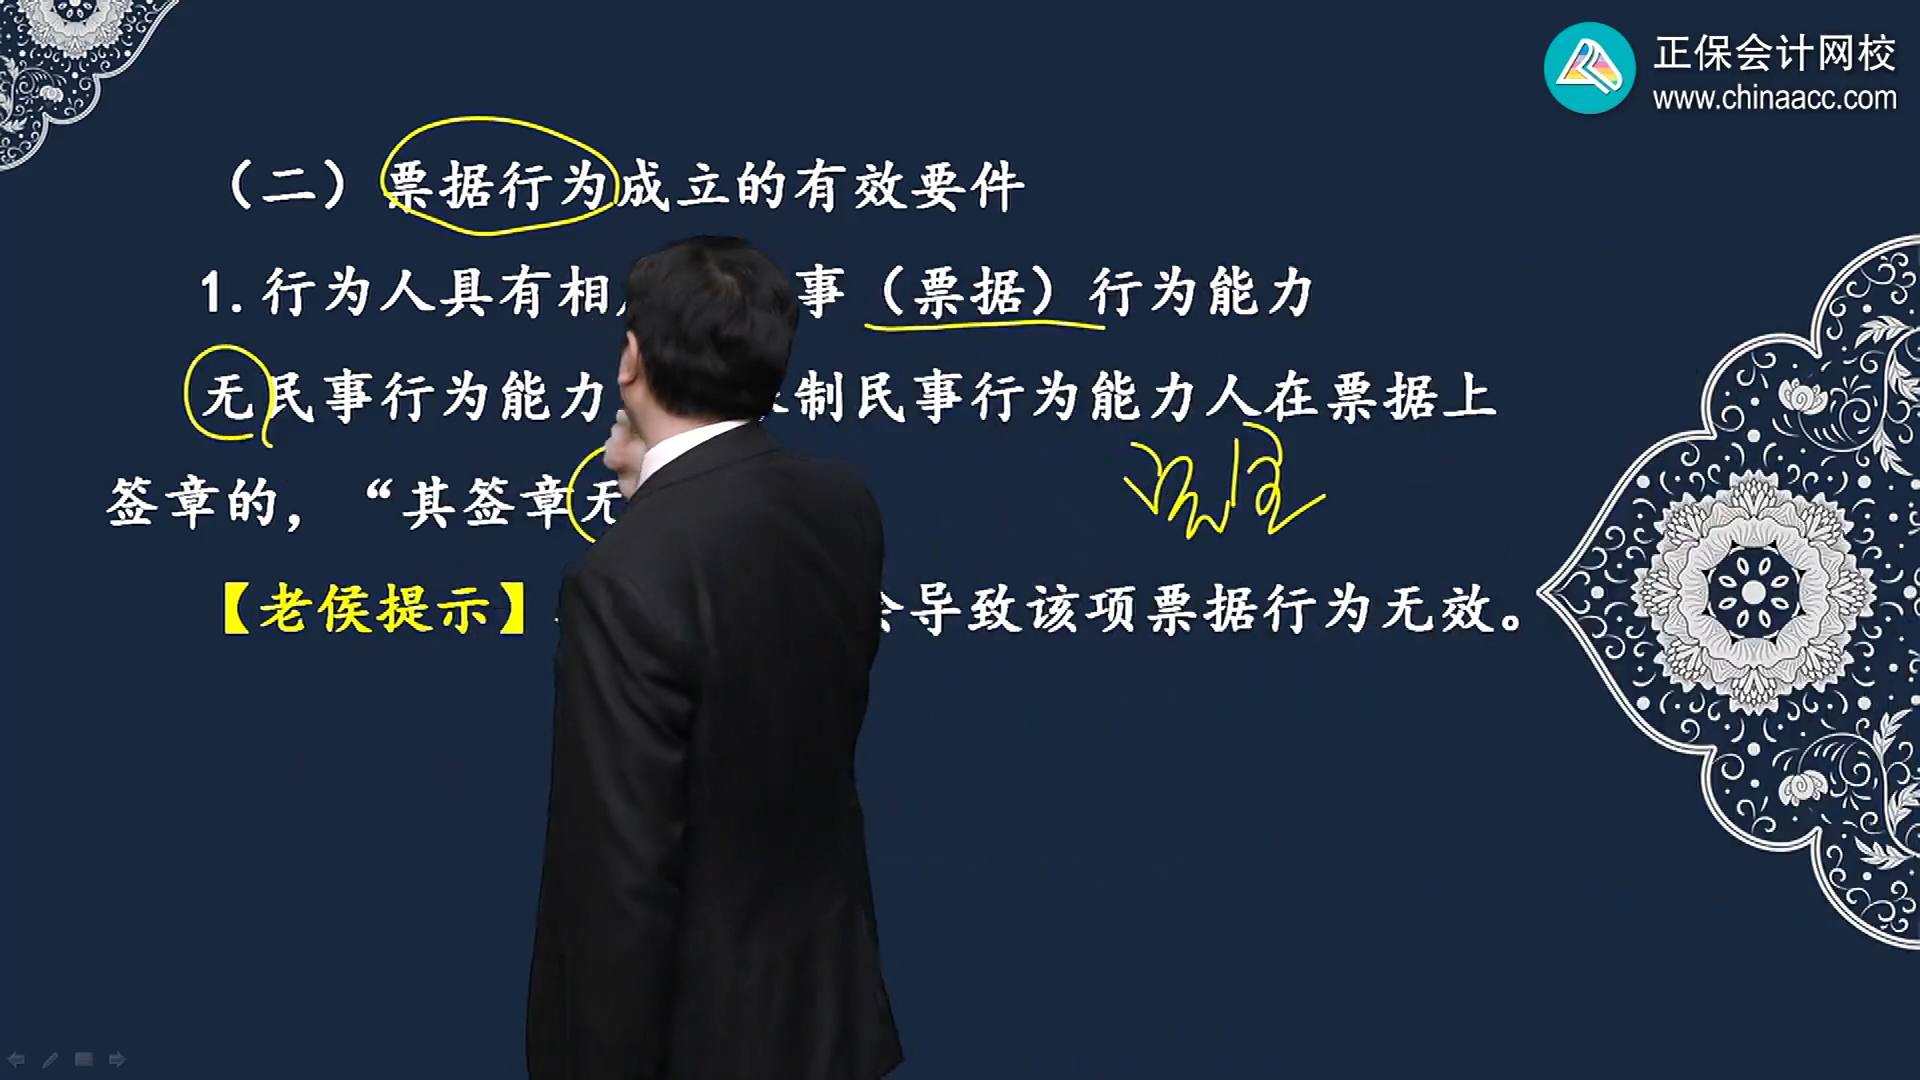 正保会计网校
www.chinaacc.com
（二）票据行为成立的有效要件
1.行为人具有相 事（票据）行为能力
无民事行为能力 制民事行为能力人在票据上
签章的，“其签章无
【老侯提示】 会导致该项票据行为无效。